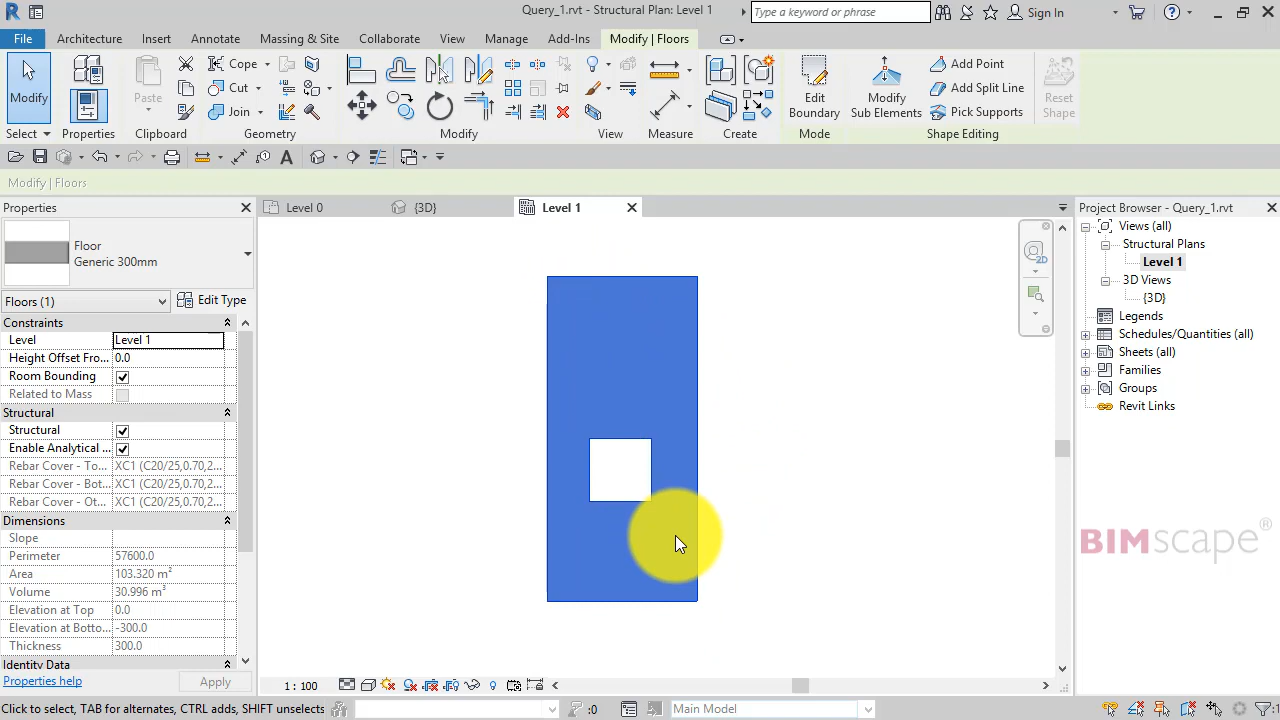 Query_1.rvt - Structural Plan: Level 1
Type a keyword or phrase
Sign In
File
Architecture
Insert
Annotate
Massing & Site
Collaborate
View
Manage
Add-Ins
Modify | Floors
Modify
Select
Properties
Paste
Clipboard
Cope
Cut
Join
Geometry
Modify
View
Measure
Create
Edit
Boundary
Mode
Modify
Sub Elements
Add Point
Add Split Line
Pick Supports
Shape Editing
Reset
Shape
Modify | Floors
Properties
Floor
Generic 300mm
Floors (1)
Edit Type
Constraints
Level
Level 1
Height Offset Fro...
0.0
Room Bounding
Related to Mass
Structural
Structural
Enable Analytical ...
Rebar Cover - To...
XC1 (C20/25,0.70,2...
Rebar Cover - Bot...
XC1 (C20/25,0.70,2...
Rebar Cover - Ot...
XC1 (C20/25,0.70,2...
Dimensions
Slope
Perimeter
57600.0
Area
103.320 m²
Volume
30.996 m³
Elevation at Top
0.0
Elevation at Botto...
-300.0
Thickness
300.0
Identity Data
Properties help
Apply
Level 0
{3D}
Level 1
2D
1 : 100
Project Browser - Query_1.rvt
Views (all)
Structural Plans
Level 1
3D Views
{3D}
Legends
Schedules/Quantities (all)
Sheets (all)
Families
Groups
Revit Links
BIMscape®
Click to select, TAB for alternates, CTRL adds, SHIFT unselects
:0
Main Model
:1